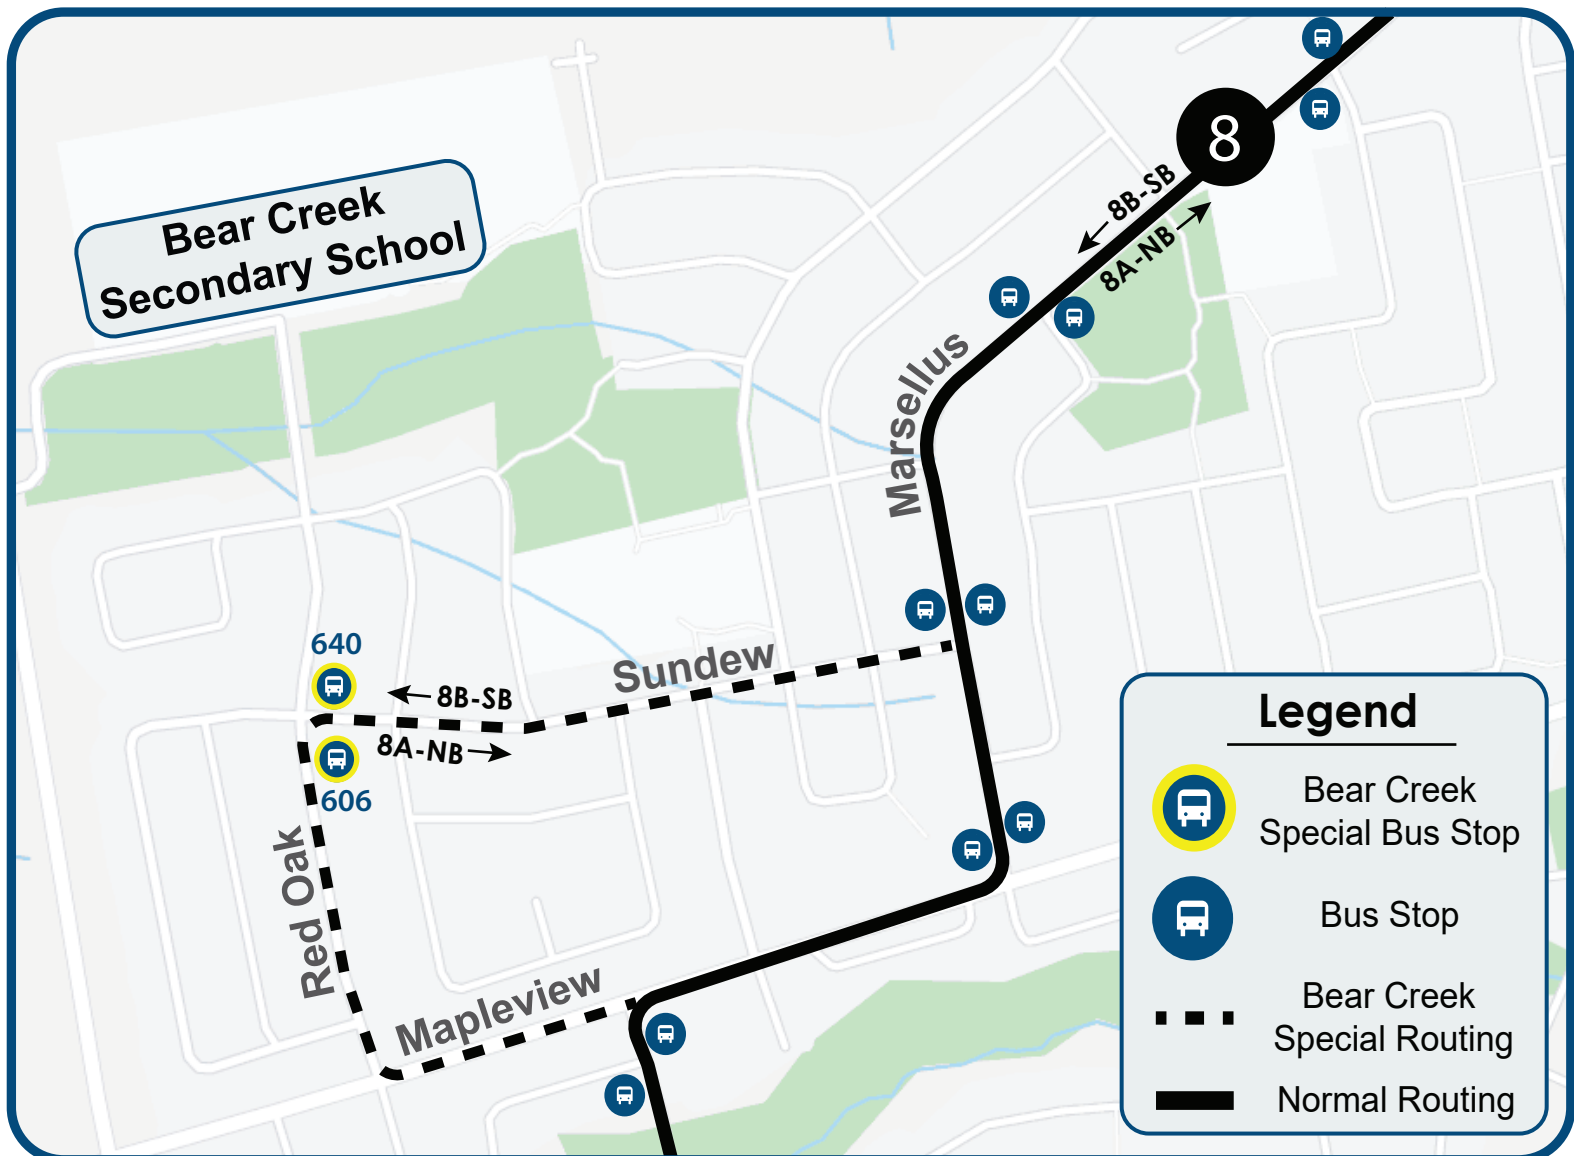 8
8B-SB
8A-NB
Bear Creek
Secondary School
Marsellus
640
8B-SB
Sundew
8A-NB
606
Red Oak
Mapleview
Legend
Bear Creek
Special Bus Stop
Bus Stop
Bear Creek
Special Routing
Normal Routing